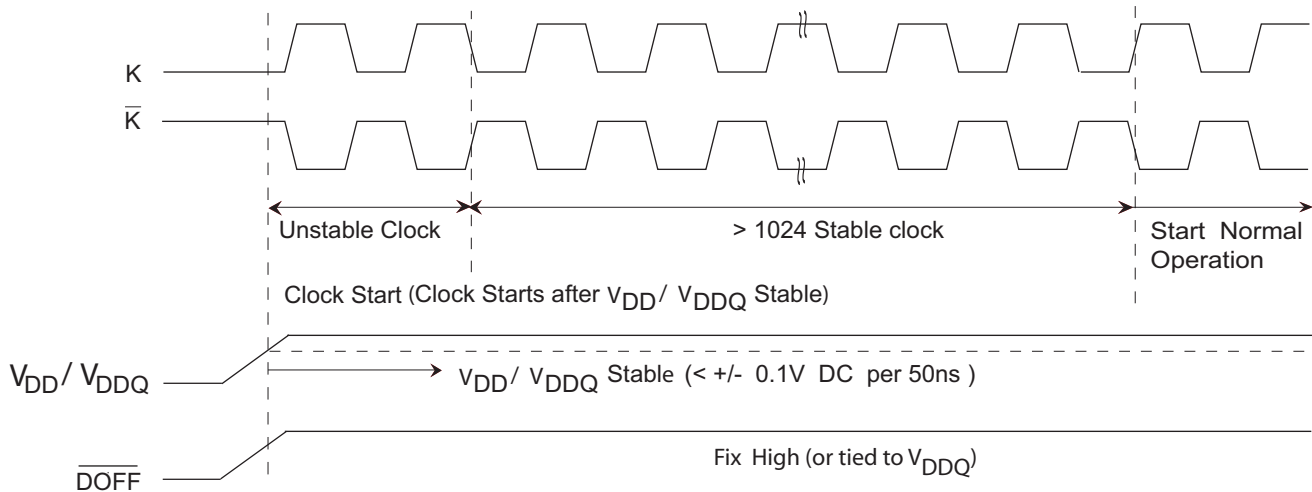 K
K̅
Unstable Clock
> 1024 Stable clock
Start Normal
Operation
Clock Start (Clock Starts after VDD/ VDDQ Stable)
VDD/ VDDQ
VDD/ VDDQ Stable (< +/- 0.1V DC per 50ns )
Fix High (or tied to VDDQ)
D̅O̅F̅F̅